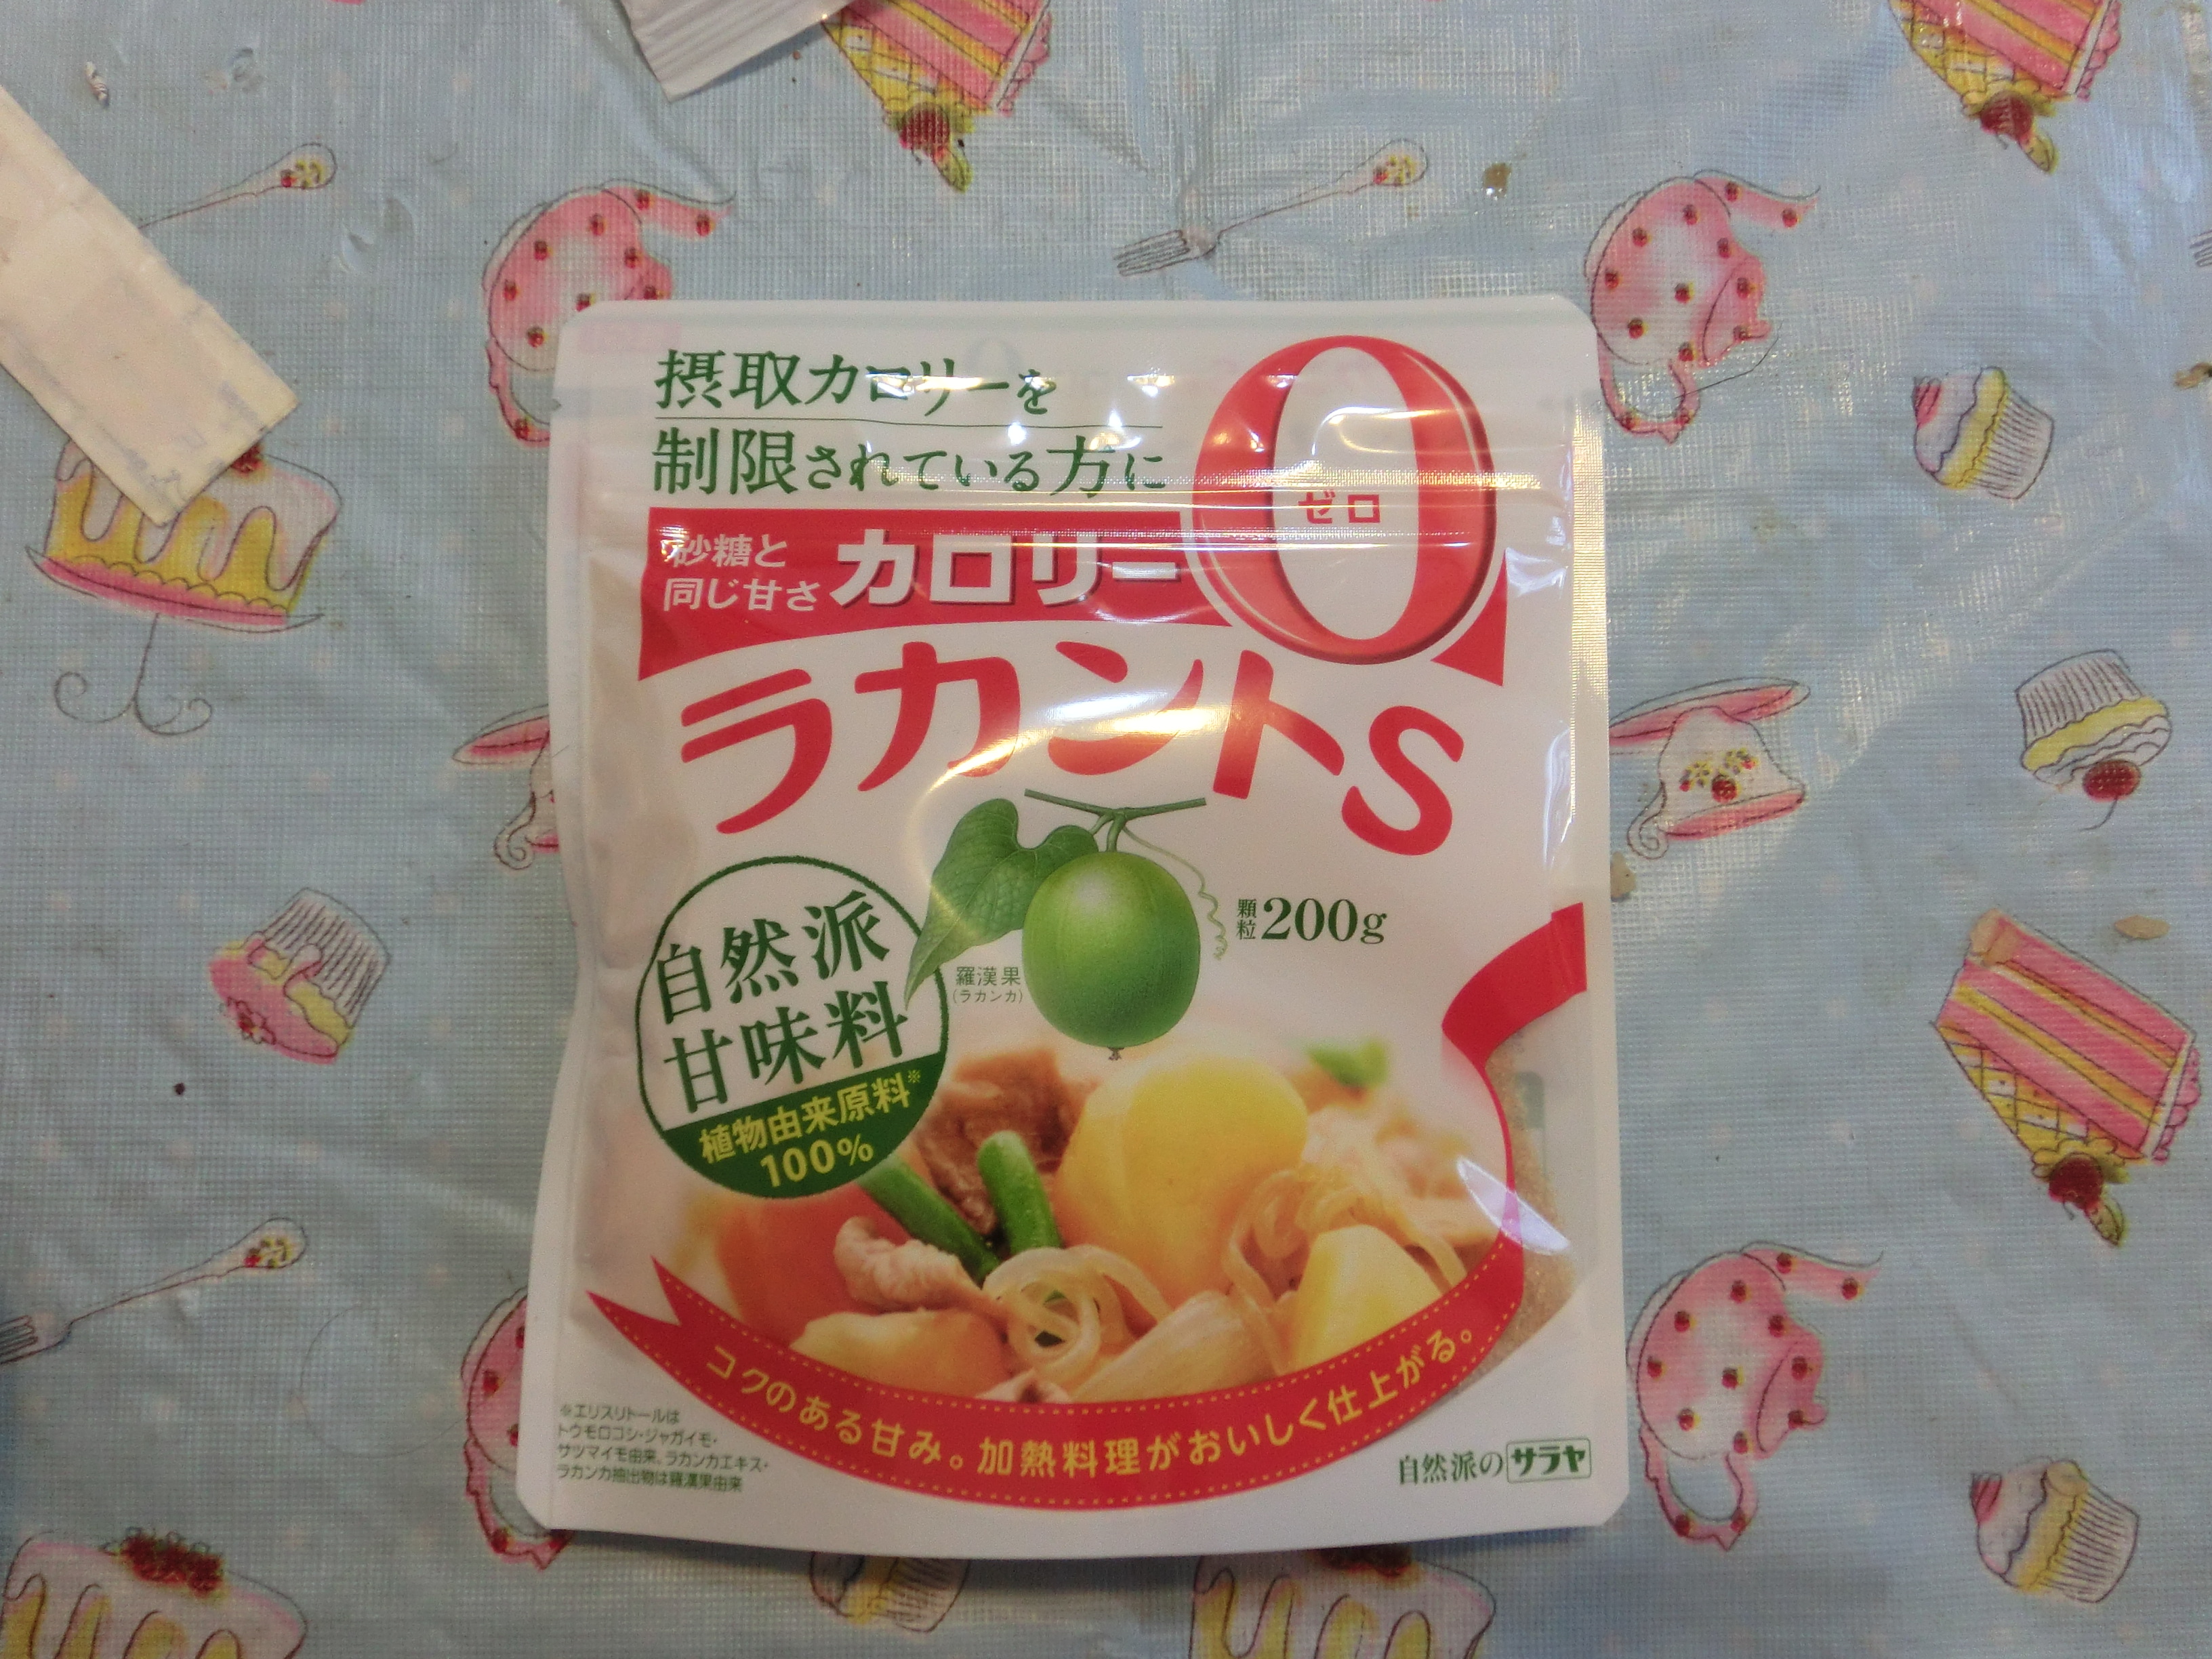 摂取カロリーを
制限されている方に
0
ゼロ
砂糖と
同じ甘さ
カロリー
ラカントS
顆粒200g
羅漢果
(ラカンカ)
自然派
甘味料
植物由来原料※
100%
コクのある甘み。加熱料理がおいしく仕上がる。
※エリスリトールは
トウモロコシ・ジャガイモ・
サツマイモ由来。ラカンカエキス・
ラカンカ抽出物は羅漢果由来
自然派のサラヤ